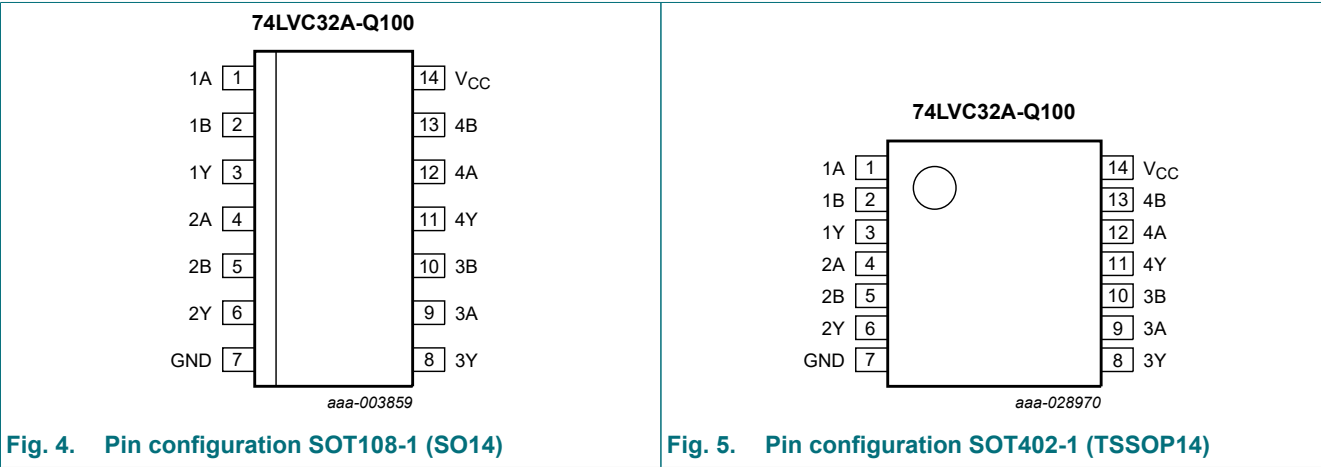 74LVC32A-Q100
1A 1 14 VCC
1B 2 13 4B
1Y 3 12 4A
2A 4 11 4Y
2B 5 10 3B
2Y 6 9 3A
GND 7 8 3Y
aaa-003859
Fig. 4. Pin configuration SOT108-1 (SO14)
74LVC32A-Q100
1A 1 14 VCC
1B 2 13 4B
1Y 3 12 4A
2A 4 11 4Y
2B 5 10 3B
2Y 6 9 3A
GND 7 8 3Y
aaa-028970
Fig. 5. Pin configuration SOT402-1 (TSSOP14)